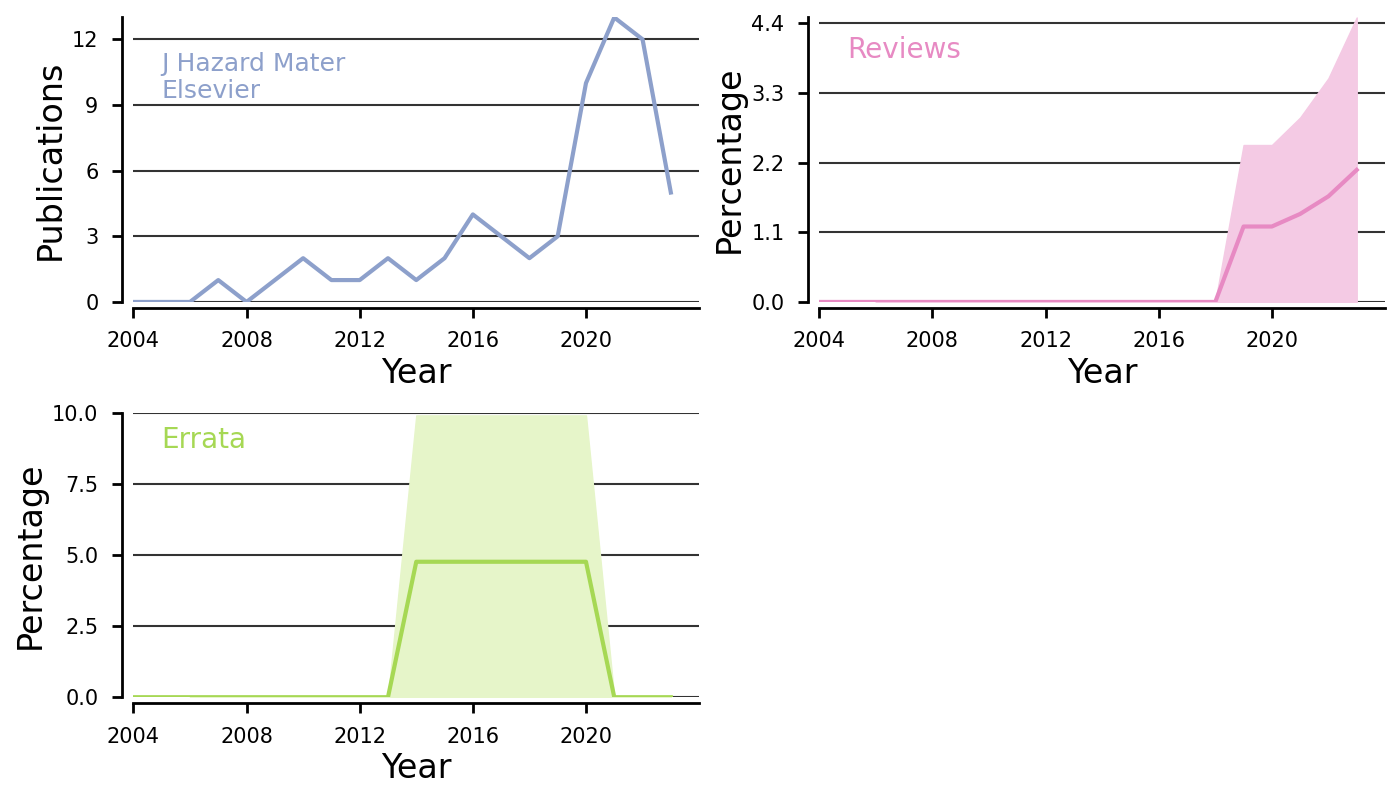 Publications
12
9
6
3
0
J Hazard Mater
Elsevier
2004 2008 2012 2016 2020
Year
Percentage
4.4
3.3
2.2
1.1
0.0
Reviews
2004 2008 2012 2016 2020
Year
Percentage
10.0
7.5
5.0
2.5
0.0
Errata
2004 2008 2012 2016 2020
Year